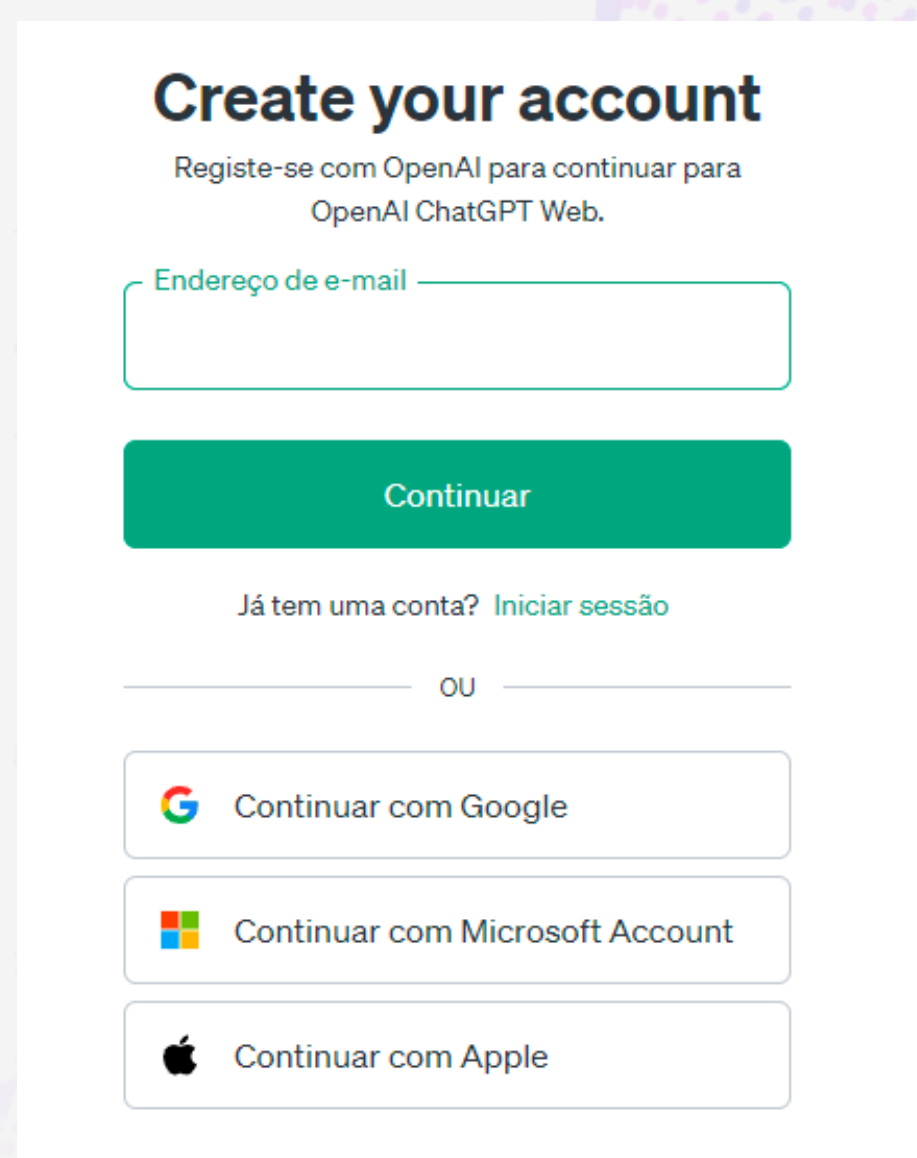 Create your account
Registe-se com OpenAI para continuar para
OpenAI ChatGPT Web.
Endereço de e-mail
Continuar
Já tem uma conta? Iniciar sessão
OU
Continuar com Google
Continuar com Microsoft Account
Continuar com Apple